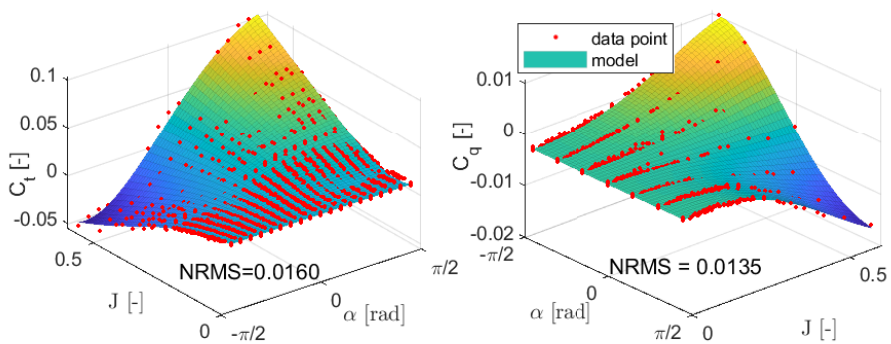 0.1
0.05
0
-0.05
C_t [-]
0.5
0
J [-]
NRMS=0.0160
-π/2
0
π/2
α [rad]
data point
model
0.01
0
-0.01
-0.02
C_q [-]
-π/2
0
π/2
α [rad]
NRMS = 0.0135
0
0.5
J [-]